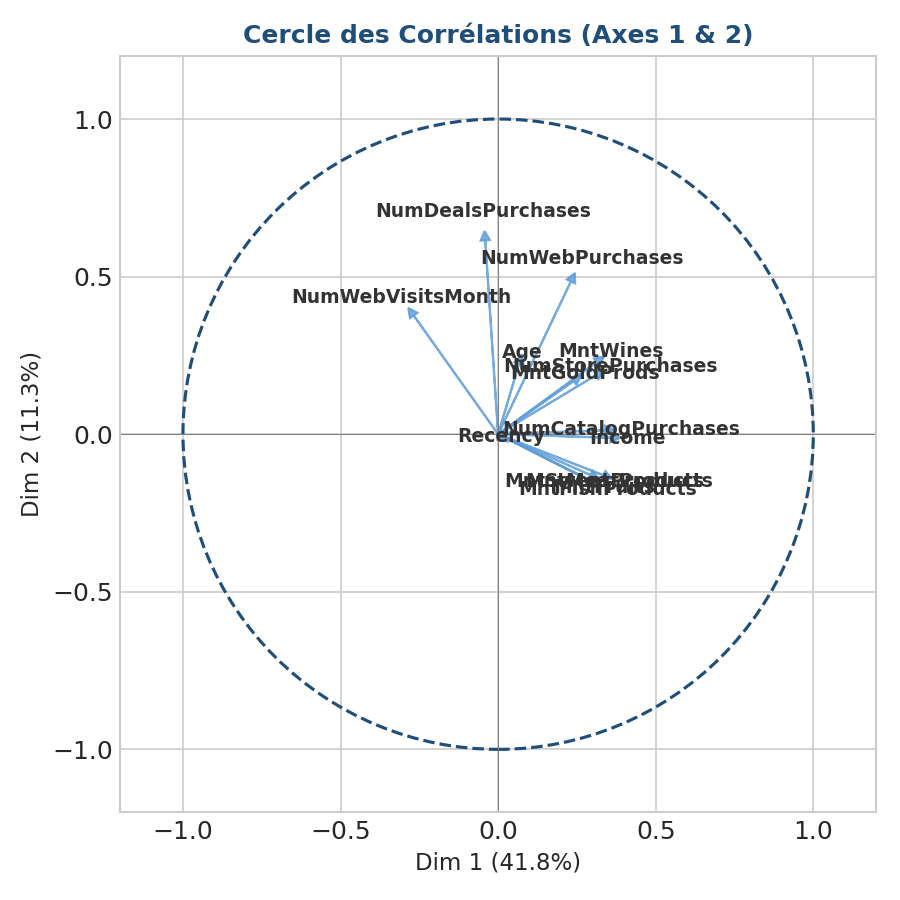 Cercle des Corrélations (Axes 1 & 2)
1.0
NumDealsPurchases
NumWebPurchases
0.5
NumWebVisitsMonth
Age
MntWines
NumStorePurchases
MntGoldProds
NumCatalogPurchases
0.0
Recency
Income
MntFishProducts
−0.5
−1.0
−1.0 −0.5 0.0 0.5 1.0
Dim 1 (41.8%)
Dim 2 (11.3%)